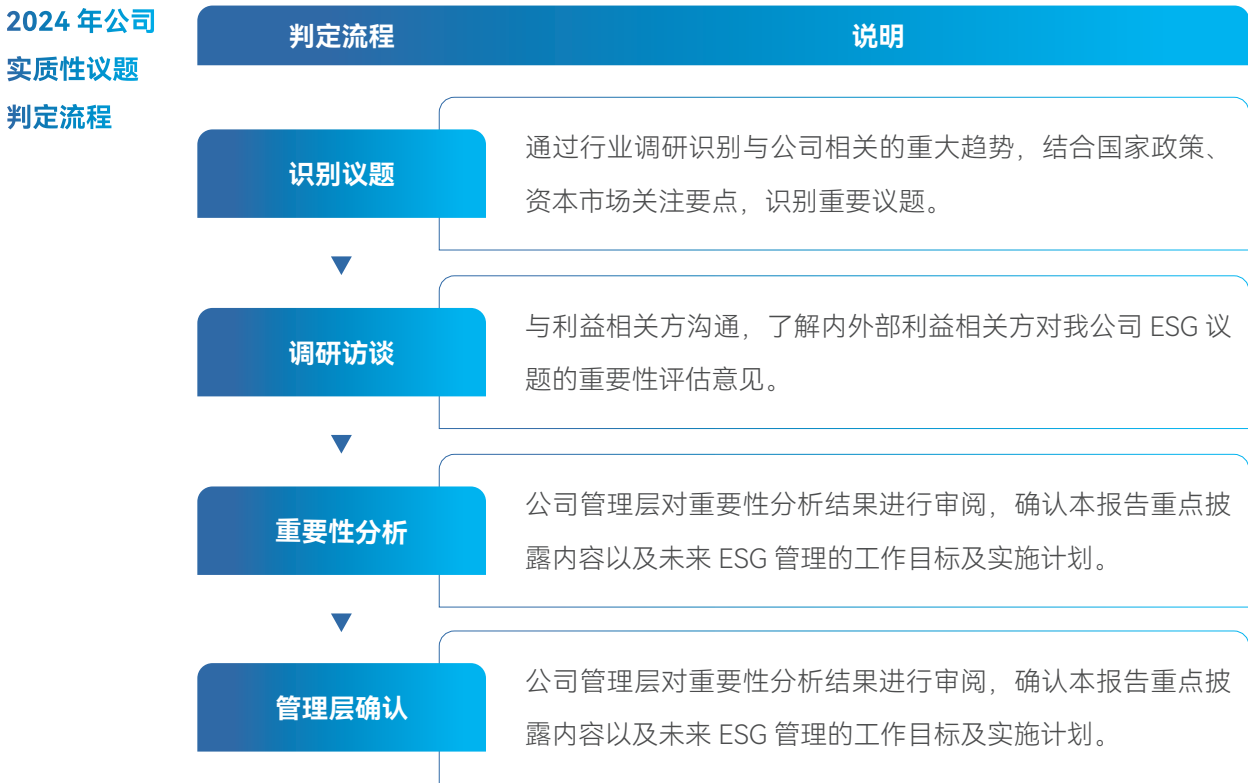 2024 年公司
实质性议题
判定流程
判定流程
说明
识别议题
通过行业调研识别与公司相关的重大趋势，结合国家政策、
资本市场关注要点，识别重要议题。
调研访谈
与利益相关方沟通，了解内外部利益相关方对我公司 ESG 议
题的重要性评估意见。
重要性分析
公司管理层对重要性分析结果进行审阅，确认本报告重点披
露内容以及未来 ESG 管理的工作目标及实施计划。
管理层确认
公司管理层对重要性分析结果进行审阅，确认本报告重点披
露内容以及未来 ESG 管理的工作目标及实施计划。